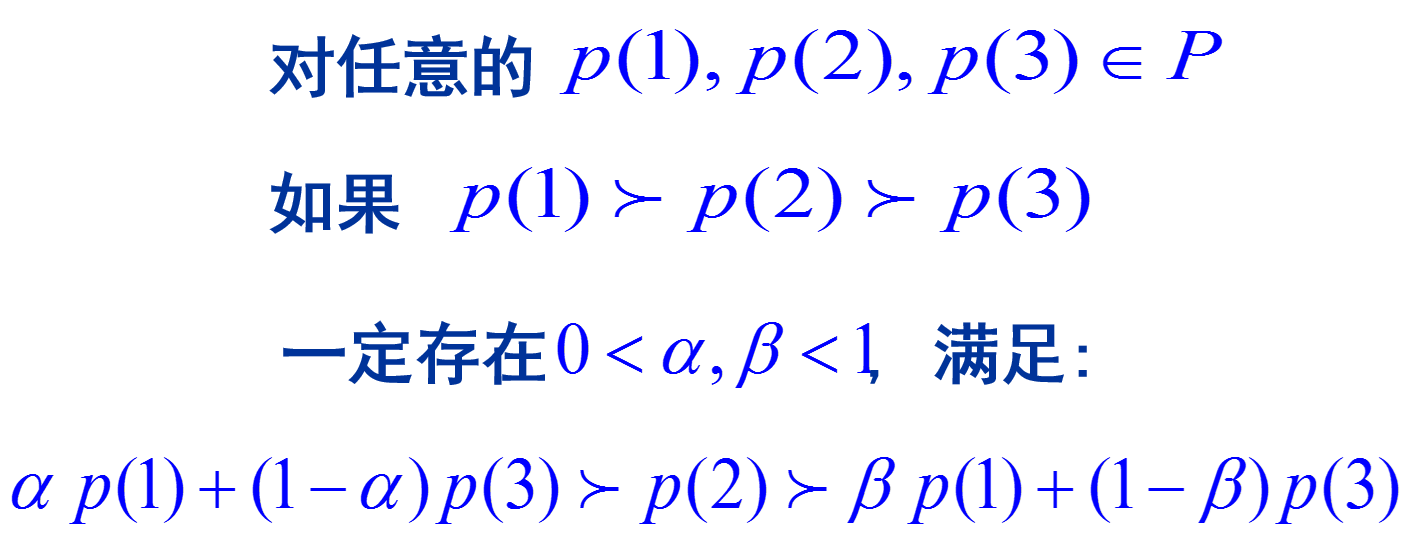 对任意的 p(1), p(2), p(3) ∈ P
如果 p(1) ≻ p(2) ≻ p(3)
一定存在 0 < α, β < 1, 满足:
α p(1) + (1 − α) p(3) ≻ p(2) ≻ β p(1) + (1 − β) p(3)